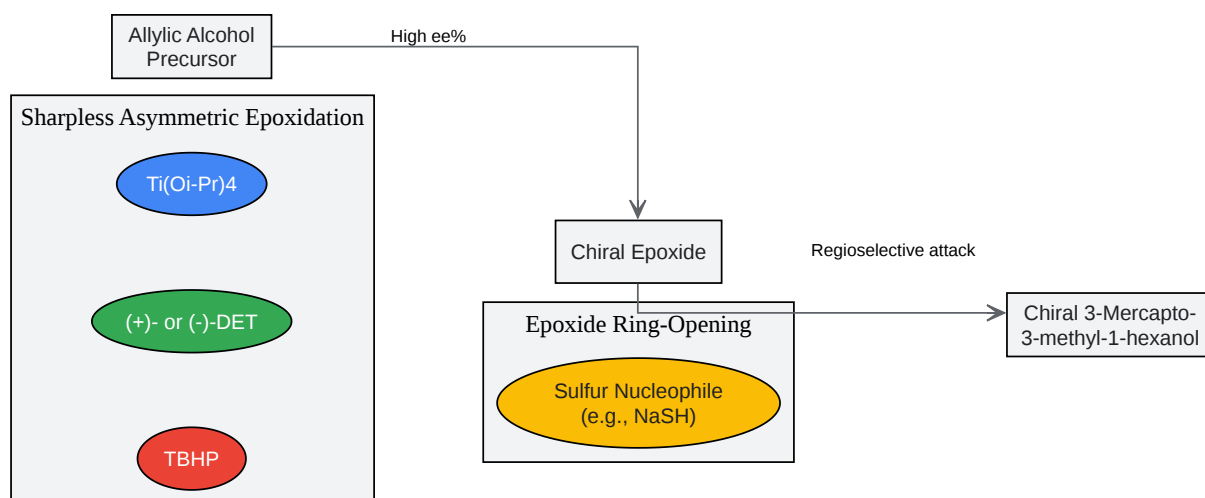 Allylic Alcohol
Precursor
High ee%
Sharpless Asymmetric Epoxidation
Ti(Oi-Pr)4
(+)- or (-)-DET
TBHP
Chiral Epoxide
Regioselective attack
Epoxide Ring-Opening
Sulfur Nucleophile
(e.g., NaSH)
Chiral 3-Mercapto-
3-methyl-1-hexanol